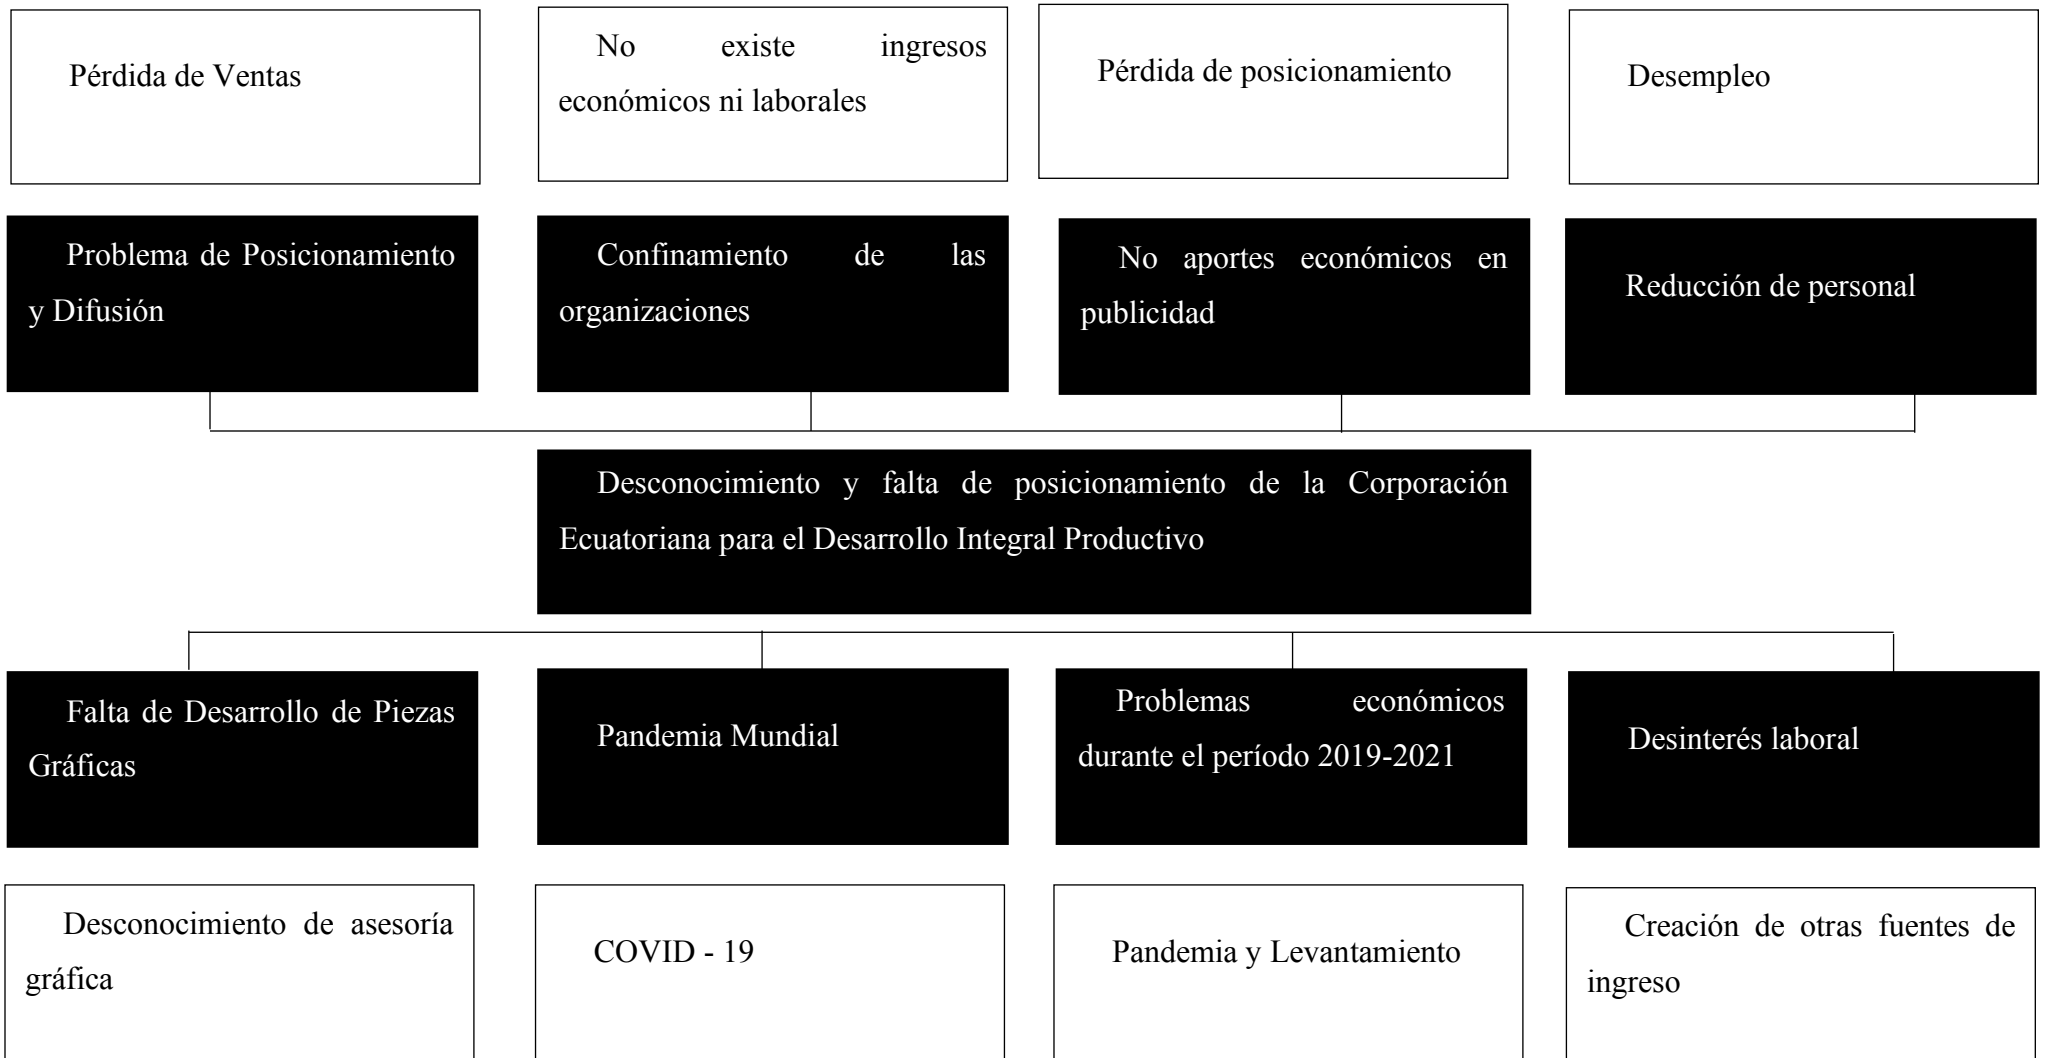 Pérdida de Ventas
No existe ingresos
económicos ni laborales
Pérdida de posicionamiento
Desempleo
Problema de Posicionamiento
y Difusión
Confinamiento de las
organizaciones
No aportes económicos en
publicidad
Reducción de personal
Desconocimiento y falta de posicionamiento de la Corporación
Ecuatoriana para el Desarrollo Integral Productivo
Falta de Desarrollo de Piezas
Gráficas
Pandemia Mundial
Problemas económicos
durante el período 2019-2021
Desinterés laboral
Desconocimiento de asesoría
gráfica
COVID - 19
Pandemia y Levantamiento
Creación de otras fuentes de
ingreso